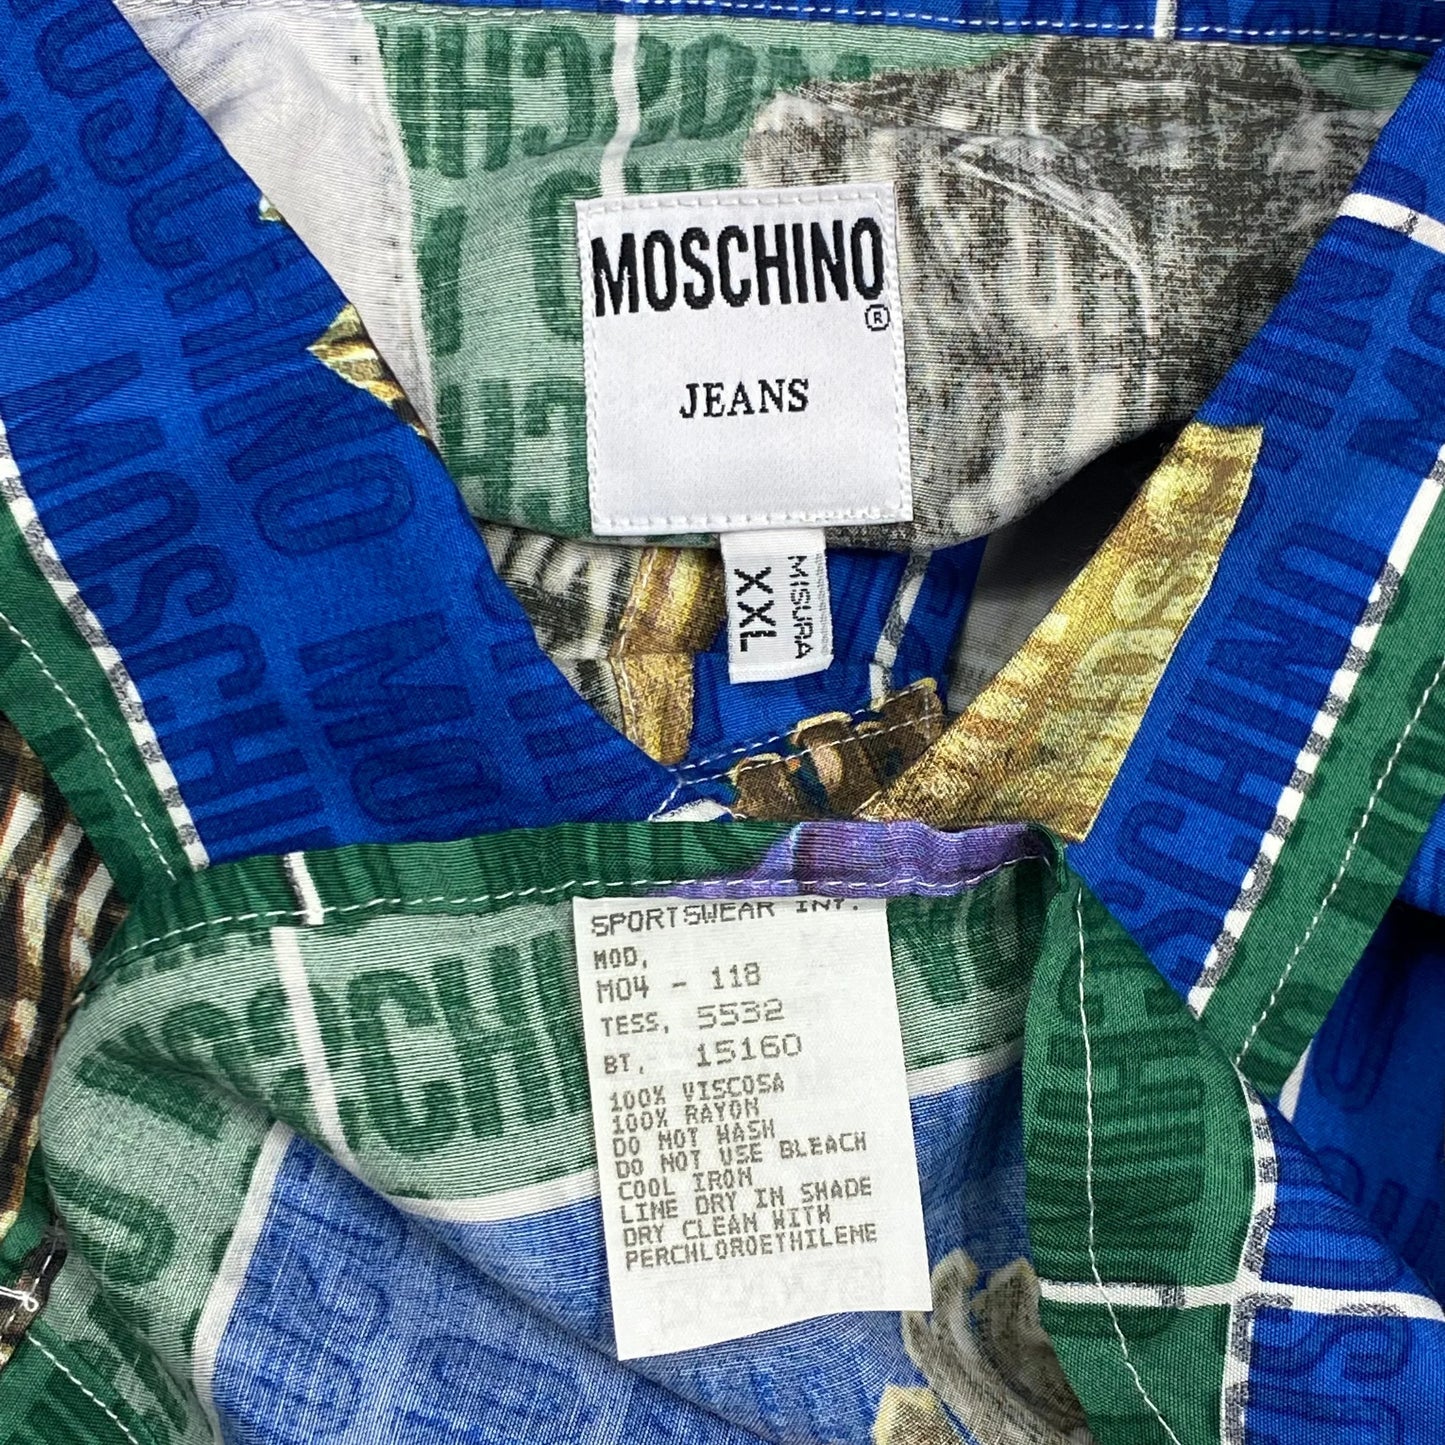 MOSCHINO
®
JEANS
MISURA
XXL
SPORTSWEAR INT.
MOD.
M04 - 118
TESS. 5532
BT. 15160
100% VISCOSA
100% RAYON
DO NOT WASH
DO NOT USE BLEACH
COOL IRON
LINE DRY IN SHADE
DRY CLEAN WITH
PERCHLOROETHILENE